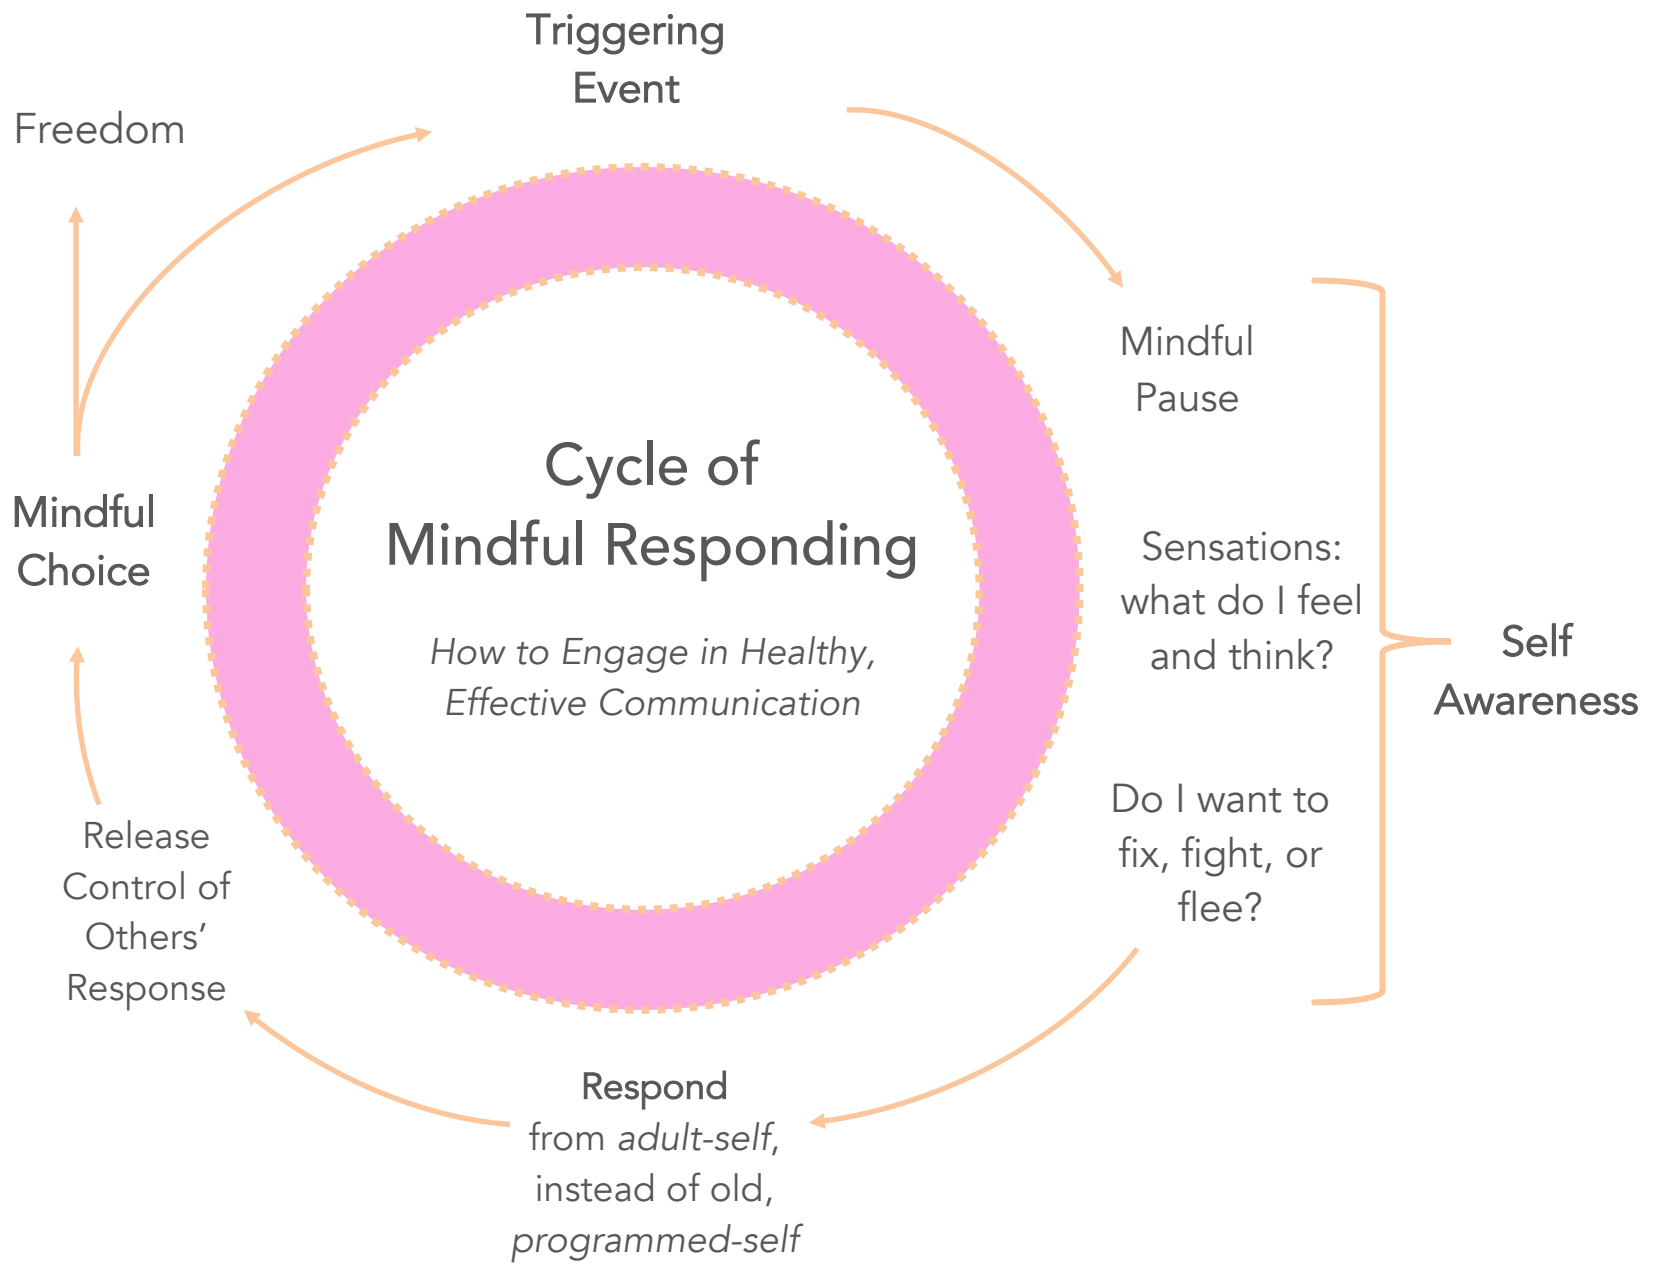 Triggering
Event
Freedom
Mindful
Pause
Cycle of
Mindful Responding
How to Engage in Healthy,
Effective Communication
Mindful
Choice
Sensations:
what do I feel
and think?
Self
Awareness
Do I want to
fix, fight, or
flee?
Release
Control of
Others’
Response
Respond
from adult-self,
instead of old,
programmed-self